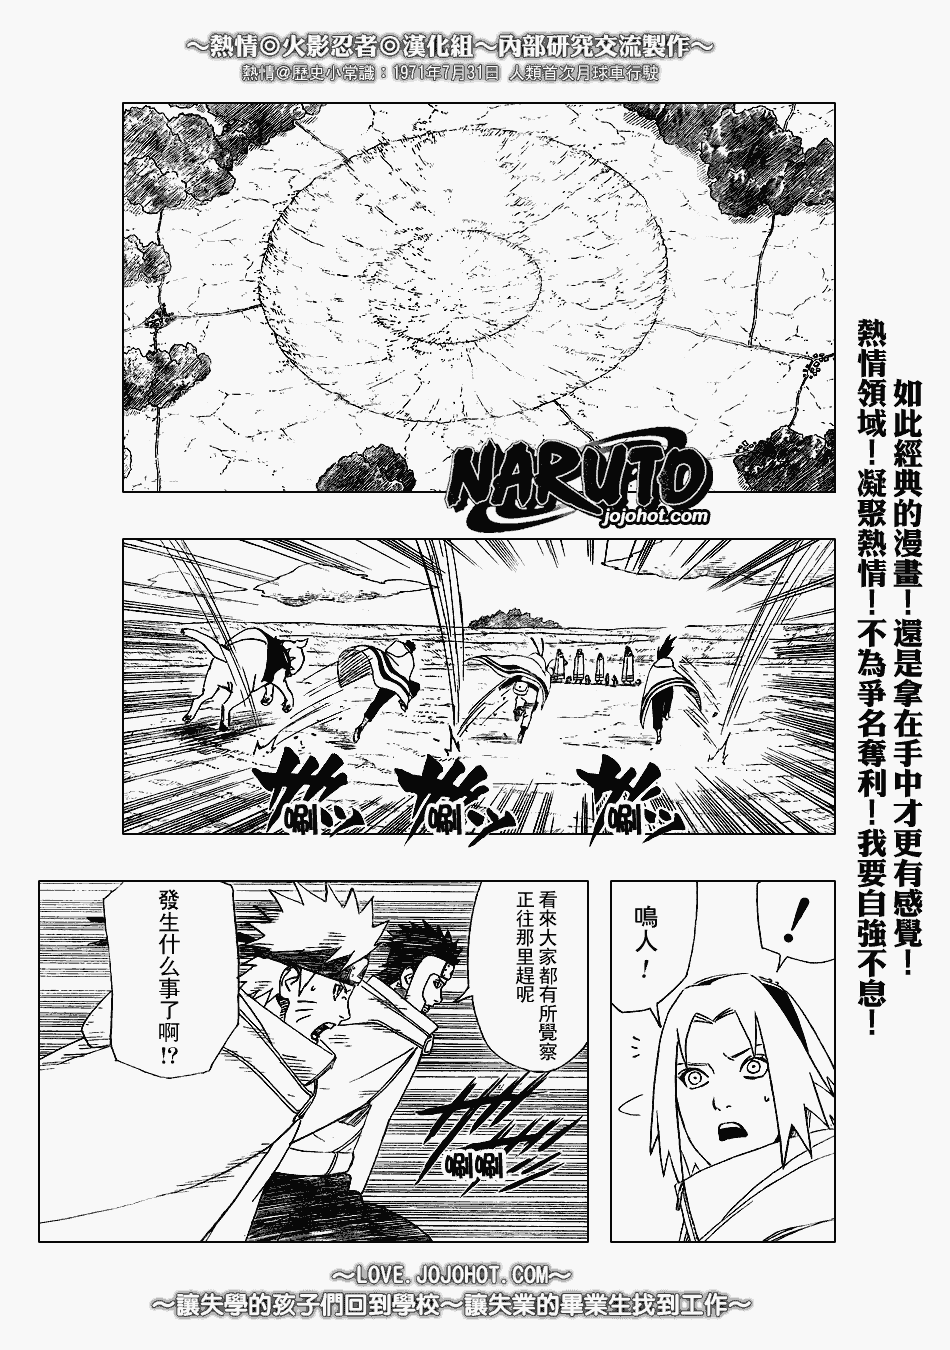 ～熱情◎火影忍者◎漢化組～內部研究交流製作～
熱情@歷史小常識：1971年7月31日 人類首次月球車行駛
NARUTO
jojohot.com
如此經典的漫畫！還是拿在手中才更有感覺！
熱情領域！凝聚熱情！不為爭名奪利！我要自強不息！
ザッ
ザッ
ザッ
！
鳴人！
看來大家都有所覺察
正往那里趕呢
發生什么事了啊!?
～LOVE.JOJOHOT.COM～
～讓失學的孩子們回到學校～讓失業的畢業生找到工作～